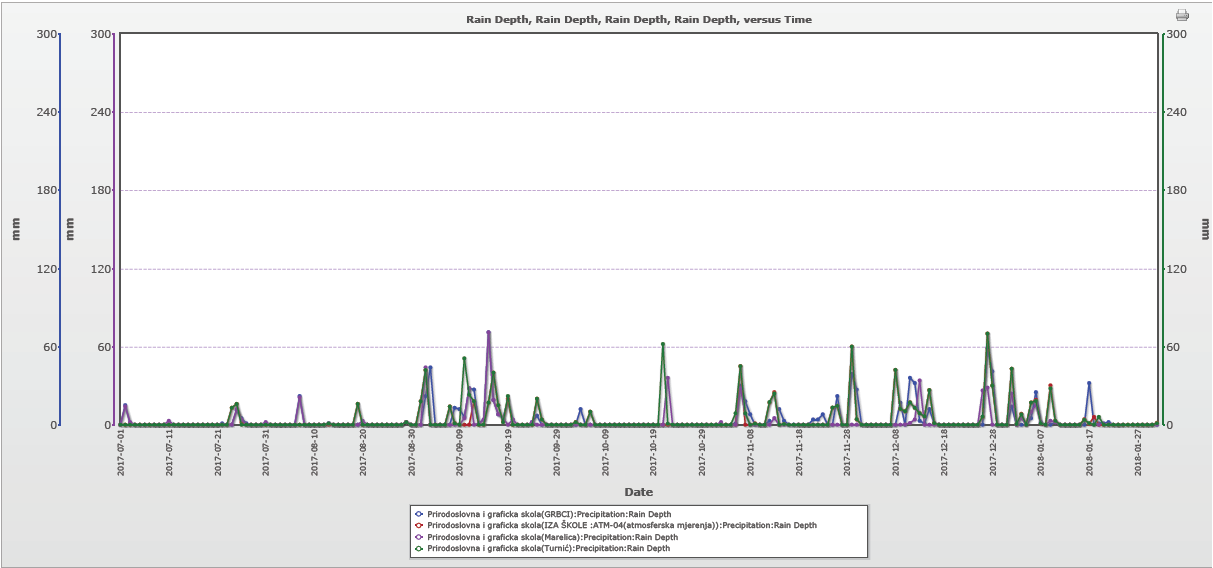 Rain Depth, Rain Depth, Rain Depth, Rain Depth, versus Time
300 300 300
240 240 240
180 180 180
mm mm mm
120 120 120
60 60 60
0 0 0
2017-07-01 2017-07-11 2017-07-21 2017-07-31 2017-08-10 2017-08-20 2017-08-30 2017-09-09 2017-09-19 2017-09-29 2017-10-09 2017-10-19 2017-10-29 2017-11-08 2017-11-18 2017-11-28 2017-12-08 2017-12-18 2017-12-28 2018-01-07 2018-01-17 2018-01-27
Date
Prirodoslovna i graficka skola(GRBCI):Precipitation:Rain Depth
Prirodoslovna i graficka skola(IZA ŠKOLE :ATM-04(atmosferska mjerenja)):Precipitation:Rain Depth
Prirodoslovna i graficka skola(Marelica):Precipitation:Rain Depth
Prirodoslovna i graficka skola(Turnić):Precipitation:Rain Depth